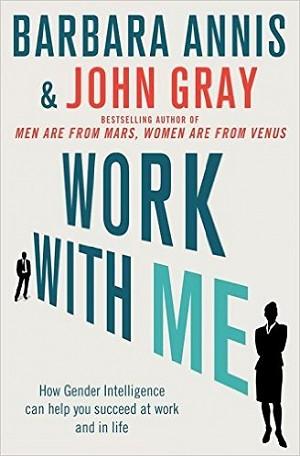 BARBARA ANNIS
& JOHN GRAY
BESTSELLING AUTHOR OF
MEN ARE FROM MARS, WOMEN ARE FROM VENUS
WORK
WITH ME
How Gender Intelligence
can help you succeed at work
and in life